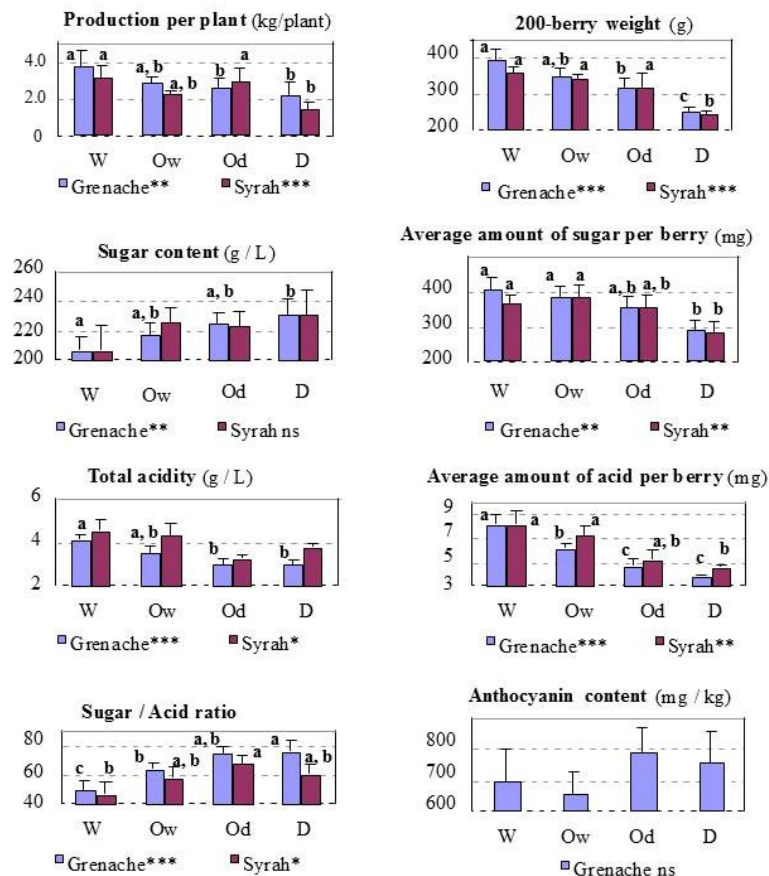 Production per plant (kg/plant)
4.0
2.0
0
a a a, b a, b b a b b
W Ow Od D
Grenache** Syrah***
200-berry weight (g)
400
300
200
a a a, b a b a c b
W Ow Od D
Grenache*** Syrah***
Sugar content (g / L)
260
240
220
200
a a, b a, b b
W Ow Od D
Grenache** Syrah ns
Average amount of sugar per berry (mg)
400
300
200
a a a a a, b a, b b b
W Ow Od D
Grenache** Syrah**
Total acidity (g / L)
6
4
2
a a, b b b
W Ow Od D
Grenache*** Syrah*
Average amount of acid per berry (mg)
9
7
5
3
a a b a c a, b c b
W Ow Od D
Grenache*** Syrah**
Sugar / Acid ratio
80
60
40
c b b a, b a, b a a a, b
W Ow Od D
Grenache*** Syrah*
Anthocyanin content (mg / kg)
800
700
600
W Ow Od D
Grenache ns